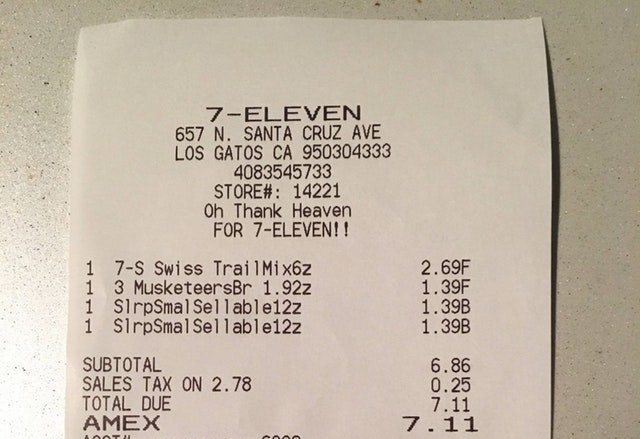 7-ELEVEN
657 N. SANTA CRUZ AVE
LOS GATOS CA 950304333
4083545733
STORE#: 14221
Oh Thank Heaven
FOR 7-ELEVEN!!
1 7-S Swiss TrailMix6z 2.69F
1 3 MusketeersBr 1.92z 1.39F
1 SlrpSmalSellable12z 1.39B
1 SlrpSmalSellable12z 1.39B
SUBTOTAL 6.86
SALES TAX ON 2.78 0.25
TOTAL DUE 7.11
AMEX 7.11